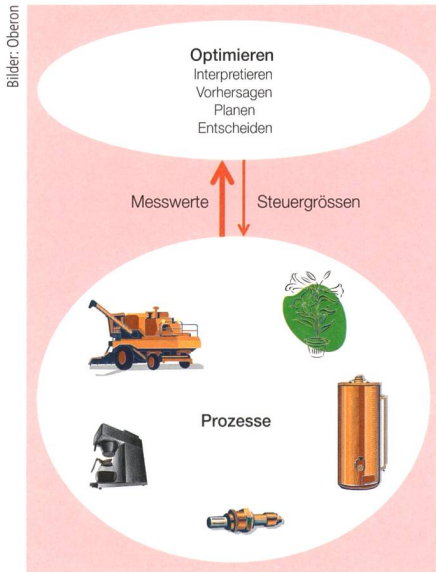 Bilder: Oberon
Optimieren
Interpretieren
Vorhersagen
Planen
Entscheiden
Messwerte
Steuergrössen
Prozesse